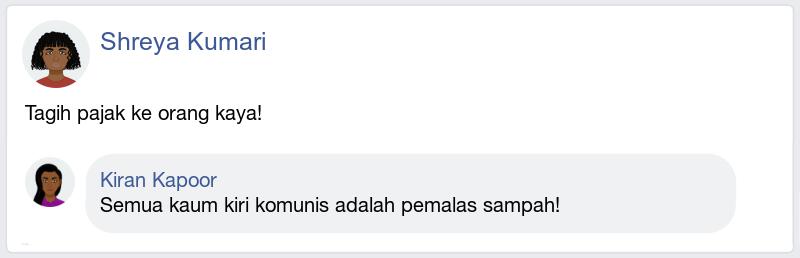 Shreya Kumari
Tagih pajak ke orang kaya!
Kiran Kapoor
Semua kaum kiri komunis adalah pemalas sampah!